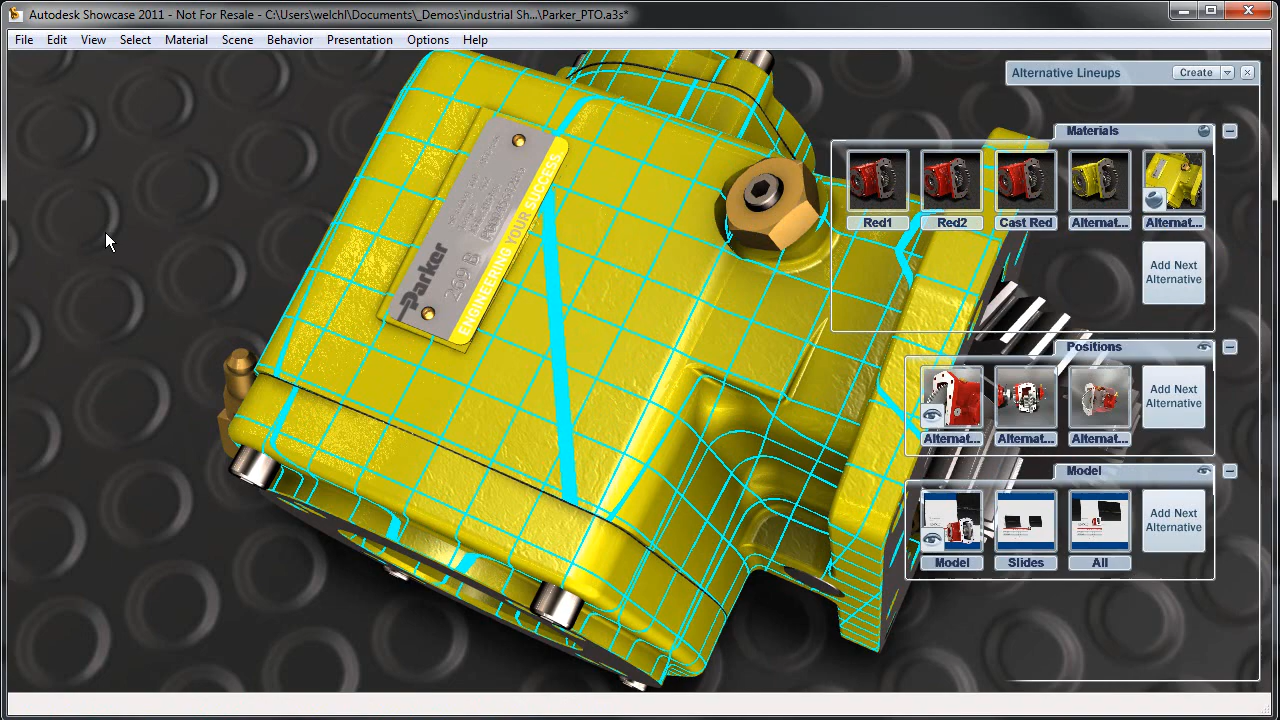 Autodesk Showcase 2011 - Not For Resale - C:\Users\welchl\Documents\_Demos\industrial Sh...\Parker_PTO.a3s*
File Edit View Select Material Scene Behavior Presentation Options Help
Alternative Lineups
Create
Materials
Red1
Red2
Cast Red
Alternat...
Alternat...
Add Next
Alternative
Positions
Alternat...
Alternat...
Alternat...
Add Next
Alternative
Model
Model
Slides
All
Add Next
Alternative
Parker
ENGINEERING YOUR SUCCESS